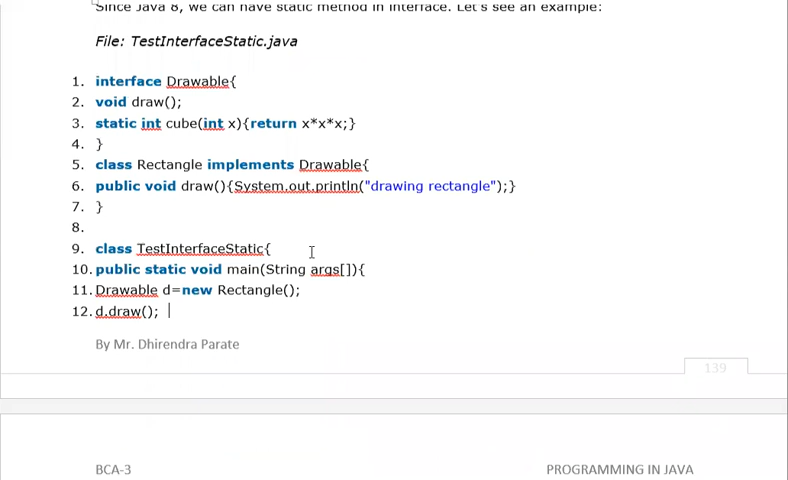 Since Java 8, we can have static method in interface. Let's see an example:
File: TestInterfaceStatic.java
1. interface Drawable{
2. void draw();
3. static int cube(int x){return x*x*x;}
4. }
5. class Rectangle implements Drawable{
6. public void draw(){System.out.println("drawing rectangle");}
7. }
8.
9. class TestInterfaceStatic{
10. public static void main(String args[]){
11. Drawable d=new Rectangle();
12. d.draw();
By Mr. Dhirendra Parate
139
BCA-3 PROGRAMMING IN JAVA